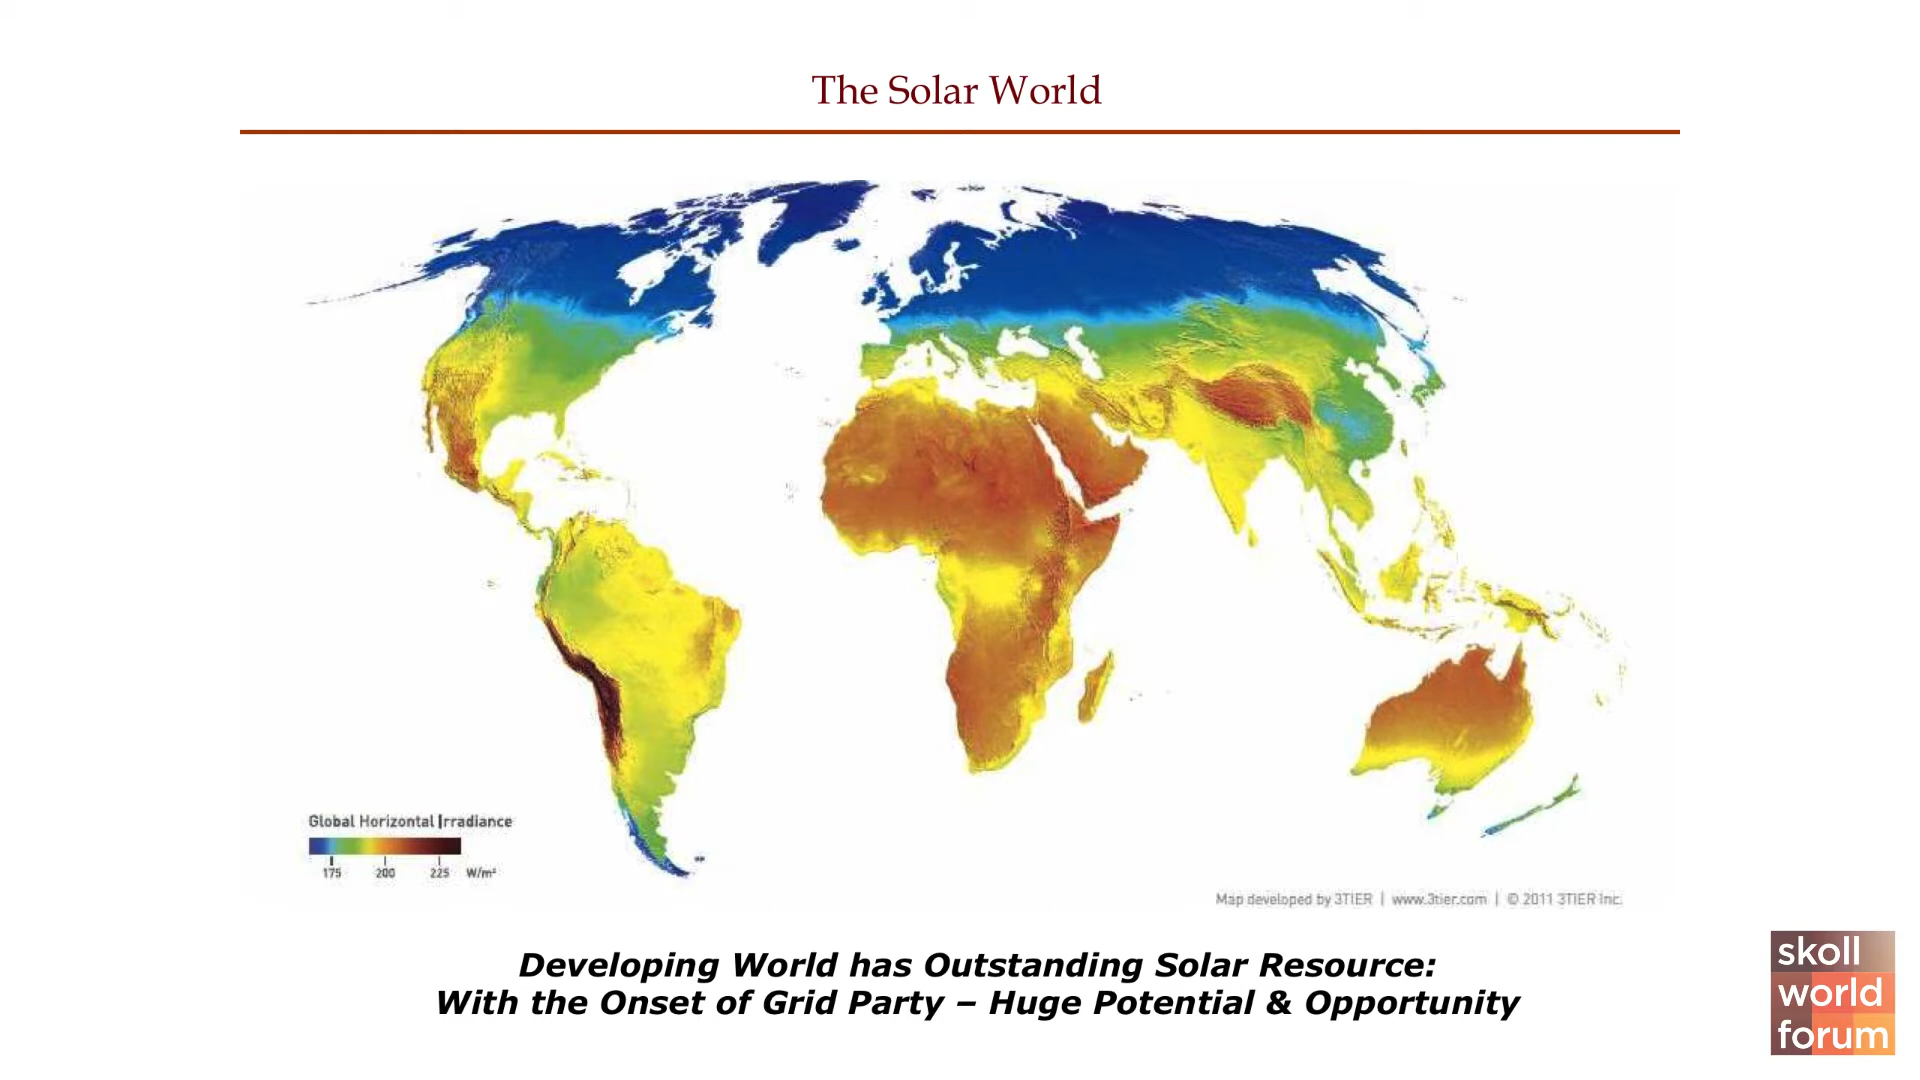 The Solar World
Global Horizontal Irradiance
175 200 225 W/m²
Map developed by 3TIER | www.3tier.com | © 2011 3TIER Inc.
Developing World has Outstanding Solar Resource:
With the Onset of Grid Party – Huge Potential & Opportunity
skoll
world
forum